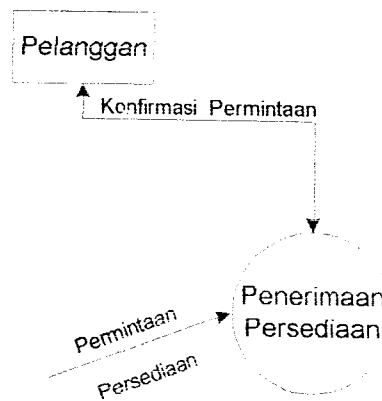 Pelanggan
Konfirmasi Permintaan
Penerimaan
Persediaan
Permintaan
Persediaan